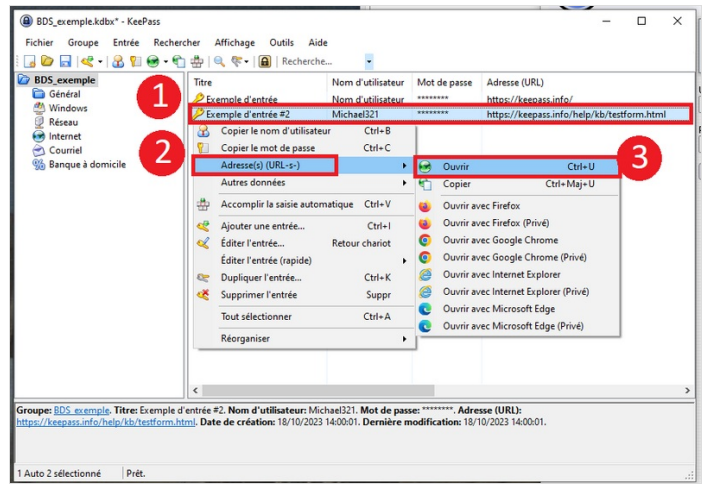 BDS_exemple.kdbx* - KeePass
Fichier Groupe Entrée Rechercher Affichage Outils Aide
Recherche...
BDS_exemple
Général
Windows
Réseau
Internet
Courriel
Banque à domicile
Titre Nom d'utilisateur Mot de passe Adresse (URL)
Exemple d'entrée Nom d'utilisateur ******** https://keepass.info/
Exemple d'entrée #2 Michael321 ******** https://keepass.info/help/kb/testform.html
1
2
3
Copier le nom d'utilisateur Ctrl+B
Copier le mot de passe Ctrl+C
Adresse(s) (URL-s-)
Autres données
Accomplir la saisie automatique Ctrl+V
Ajouter une entrée... Ctrl+I
Éditer l'entrée... Retour chariot
Éditer l'entrée (rapide)
Dupliquer l'entrée... Ctrl+K
Supprimer l'entrée Suppr
Tout sélectionner Ctrl+A
Réorganiser
Ouvrir Ctrl+U
Copier Ctrl+Maj+U
Ouvrir avec Firefox
Ouvrir avec Firefox (Privé)
Ouvrir avec Google Chrome
Ouvrir avec Google Chrome (Privé)
Ouvrir avec Internet Explorer
Ouvrir avec Internet Explorer (Privé)
Ouvrir avec Microsoft Edge
Ouvrir avec Microsoft Edge (Privé)
Groupe: BDS_exemple. Titre: Exemple d'entrée #2. Nom d'utilisateur: Michael321. Mot de passe: ********. Adresse (URL):
https://keepass.info/help/kb/testform.html. Date de création: 18/10/2023 14:00:01. Dernière modification: 18/10/2023 14:00:01.
1 Auto 2 sélectionné Prêt.